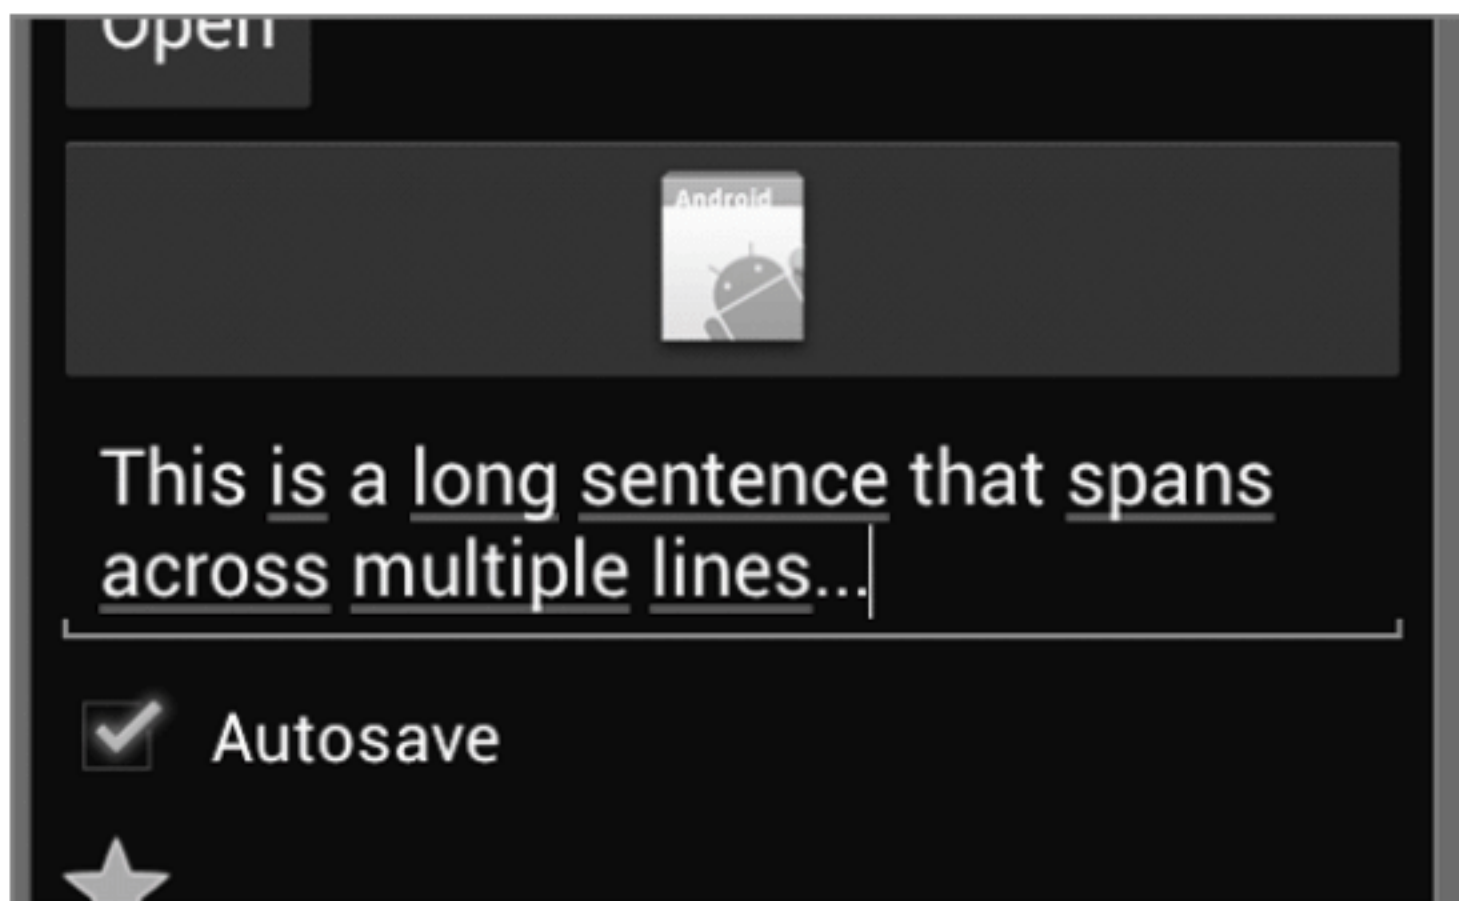 Open
Android
This is a long sentence that spans
across multiple lines...
Autosave